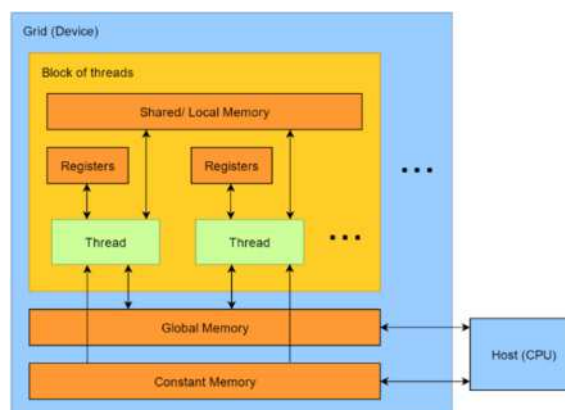 Grid (Device)
Block of threads
Shared/ Local Memory
Registers
Registers
Thread
Thread
Global Memory
Host (CPU)
Constant Memory